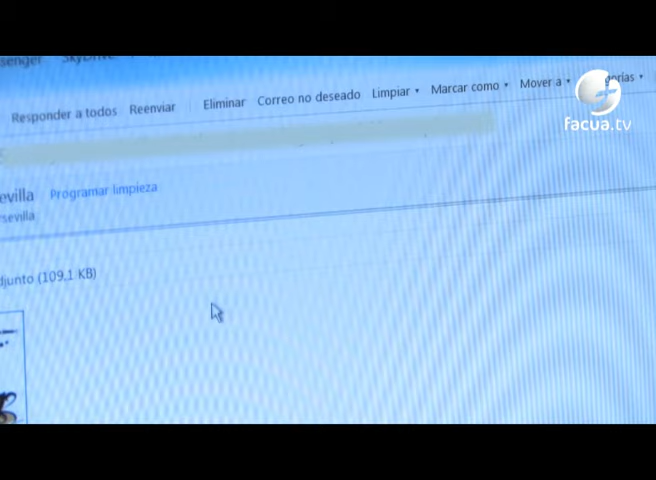 senger SkyDrive
Responder a todos Reenviar Eliminar Correo no deseado Limpiar Marcar como Mover a
facua.tv
evilla Programar limpieza
sevilla
djunto (109,1 KB)